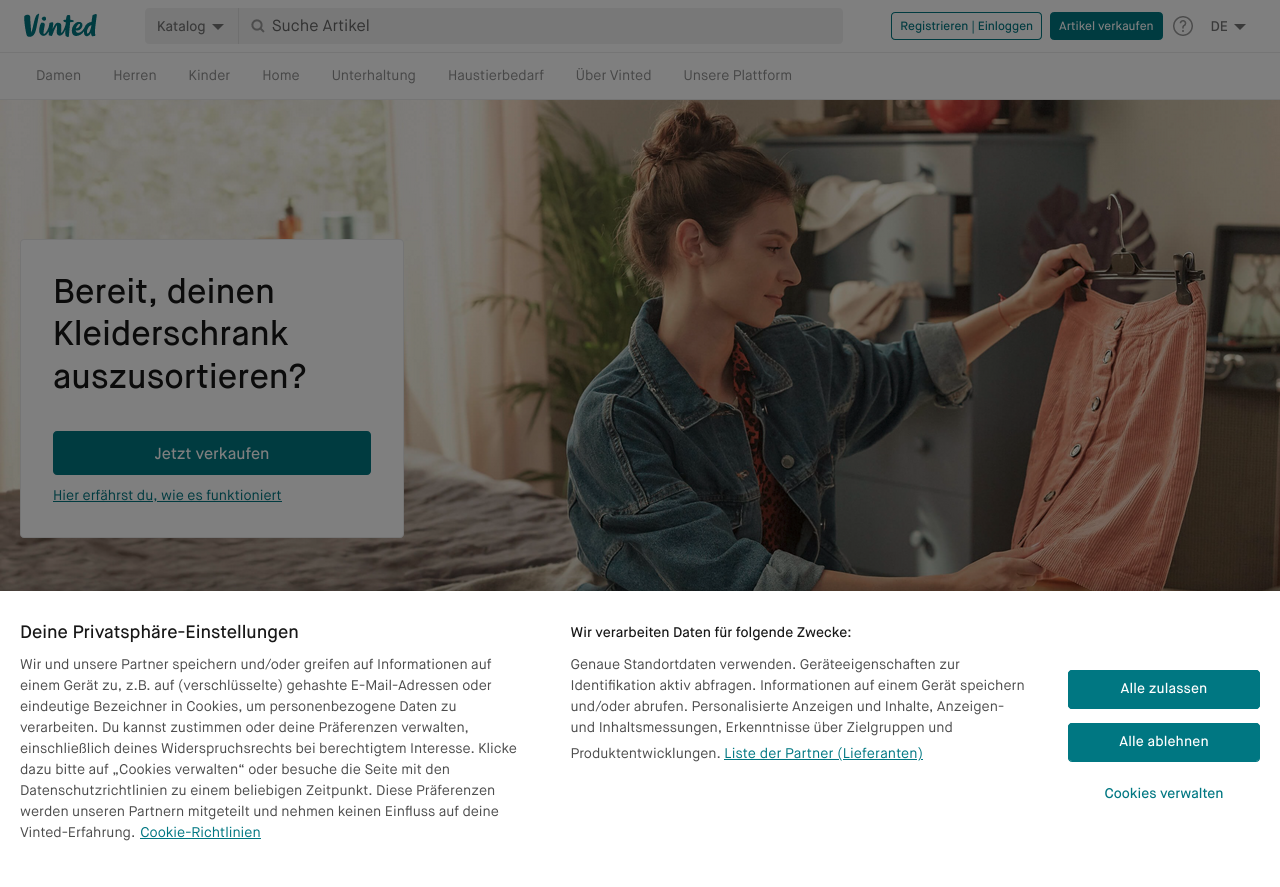 Vinted
Katalog
Suche Artikel
Registrieren | Einloggen
Artikel verkaufen
?
DE
Damen
Herren
Kinder
Home
Unterhaltung
Haustierbedarf
Über Vinted
Unsere Plattform
Bereit, deinen
Kleiderschrank
auszusortieren?
Jetzt verkaufen
Hier erfährst du, wie es funktioniert
Deine Privatsphäre-Einstellungen
Wir und unsere Partner speichern und/oder greifen auf Informationen auf
einem Gerät zu, z.B. auf (verschlüsselte) gehashte E-Mail-Adressen oder
eindeutige Bezeichner in Cookies, um personenbezogene Daten zu
verarbeiten. Du kannst zustimmen oder deine Präferenzen verwalten,
einschließlich deines Widerspruchsrechts bei berechtigtem Interesse. Klicke
dazu bitte auf „Cookies verwalten“ oder besuche die Seite mit den
Datenschutzrichtlinien zu einem beliebigen Zeitpunkt. Diese Präferenzen
werden unseren Partnern mitgeteilt und nehmen keinen Einfluss auf deine
Vinted-Erfahrung. Cookie-Richtlinien
Wir verarbeiten Daten für folgende Zwecke:
Genaue Standortdaten verwenden. Geräteeigenschaften zur
Identifikation aktiv abfragen. Informationen auf einem Gerät speichern
und/oder abrufen. Personalisierte Anzeigen und Inhalte, Anzeigen-
und Inhaltsmessungen, Erkenntnisse über Zielgruppen und
Produktentwicklungen. Liste der Partner (Lieferanten)
Alle zulassen
Alle ablehnen
Cookies verwalten